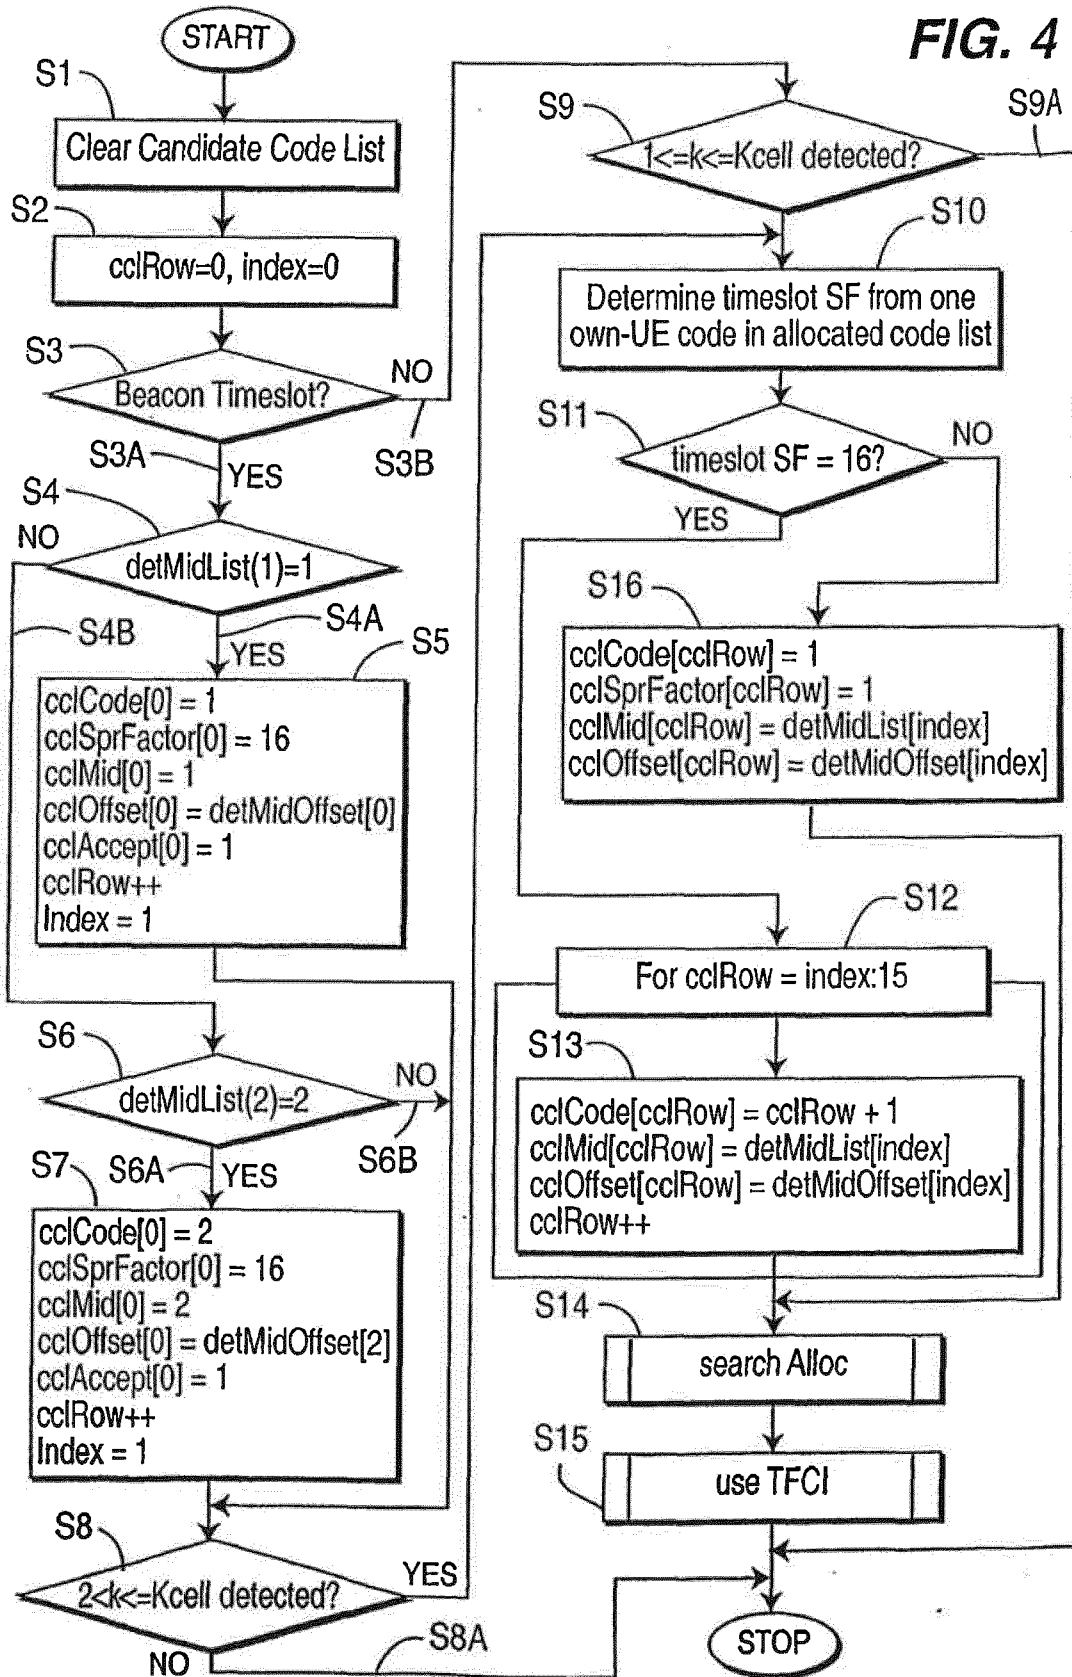 FIG. 4
START
S1
Clear Candidate Code List
S2
cclRow=0, index=0
S3
Beacon Timeslot?
NO
S3B
S3A
YES
S4
NO
detMidList(1)=1
S4B
S4A
YES
S5
cclCode[0] = 1
cclSprFactor[0] = 16
cclMid[0] = 1
cclOffset[0] = detMidOffset[0]
cclAccept[0] = 1
cclRow++
Index = 1
S6
detMidList(2)=2
NO
S6B
S6A
YES
S7
cclCode[0] = 2
cclSprFactor[0] = 16
cclMid[0] = 2
cclOffset[0] = detMidOffset[2]
cclAccept[0] = 1
cclRow++
Index = 1
S8
2<k<=Kcell detected?
YES
NO
S8A
S9
1<=k<=Kcell detected?
S9A
S10
Determine timeslot SF from one
own-UE code in allocated code list
S11
timeslot SF = 16?
NO
YES
S16
cclCode[cclRow] = 1
cclSprFactor[cclRow] = 1
cclMid[cclRow] = detMidList[index]
cclOffset[cclRow] = detMidOffset[index]
S12
For cclRow = index:15
S13
cclCode[cclRow] = cclRow + 1
cclMid[cclRow] = detMidList[index]
cclOffset[cclRow] = detMidOffset[index]
cclRow++
S14
search Alloc
S15
use TFCI
STOP